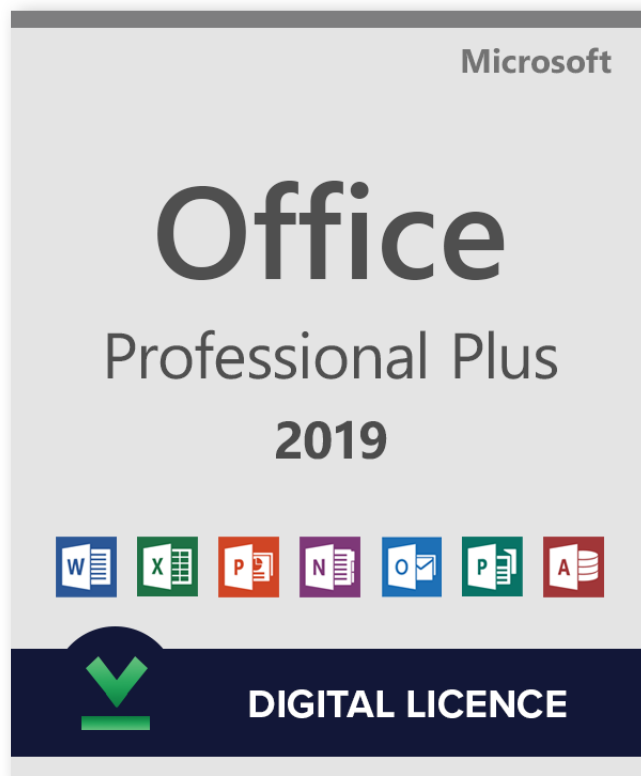 Microsoft
Office
Professional Plus
2019
W X P N O P A
DIGITAL LICENCE